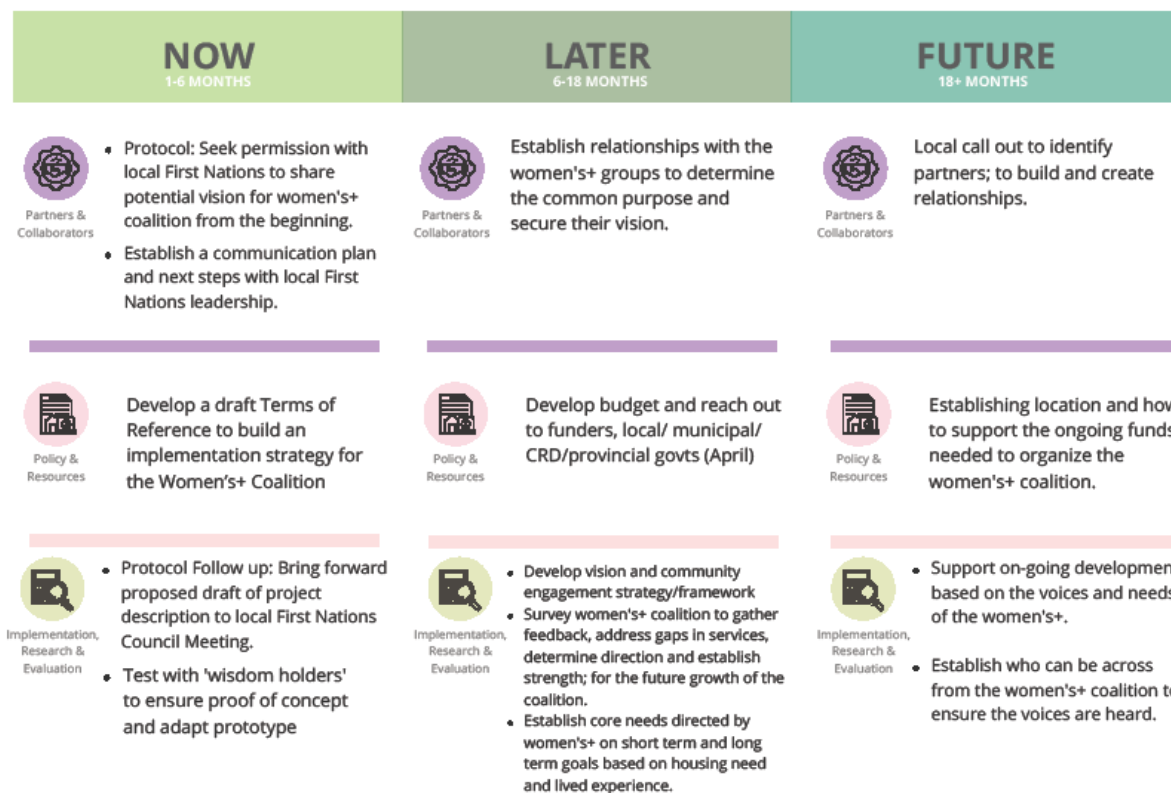 NOW
1-6 MONTHS
LATER
6-18 MONTHS
FUTURE
18+ MONTHS
Partners &
Collaborators
• Protocol: Seek permission with
local First Nations to share
potential vision for women's+
coalition from the beginning.
• Establish a communication plan
and next steps with local First
Nations leadership.
Partners &
Collaborators
Establish relationships with the
women's+ groups to determine
the common purpose and
secure their vision.
Partners &
Collaborators
Local call out to identify
partners; to build and create
relationships.
Policy &
Resources
Develop a draft Terms of
Reference to build an
implementation strategy for
the Women's+ Coalition
Policy &
Resources
Develop budget and reach out
to funders, local/ municipal/
CRD/provincial govts (April)
Policy &
Resources
Establishing location and how
to support the ongoing funds
needed to organize the
women's+ coalition.
Implementation,
Research &
Evaluation
• Protocol Follow up: Bring forward
proposed draft of project
description to local First Nations
Council Meeting.
• Test with 'wisdom holders'
to ensure proof of concept
and adapt prototype
Implementation,
Research &
Evaluation
• Develop vision and community
engagement strategy/framework
• Survey women's+ coalition to gather
feedback, address gaps in services,
determine direction and establish
strength; for the future growth of the
coalition.
• Establish core needs directed by
women's+ on short term and long
term goals based on housing need
and lived experience.
Implementation,
Research &
Evaluation
• Support on-going developmen
based on the voices and needs
of the women's+.
• Establish who can be across
from the women's+ coalition to
ensure the voices are heard.